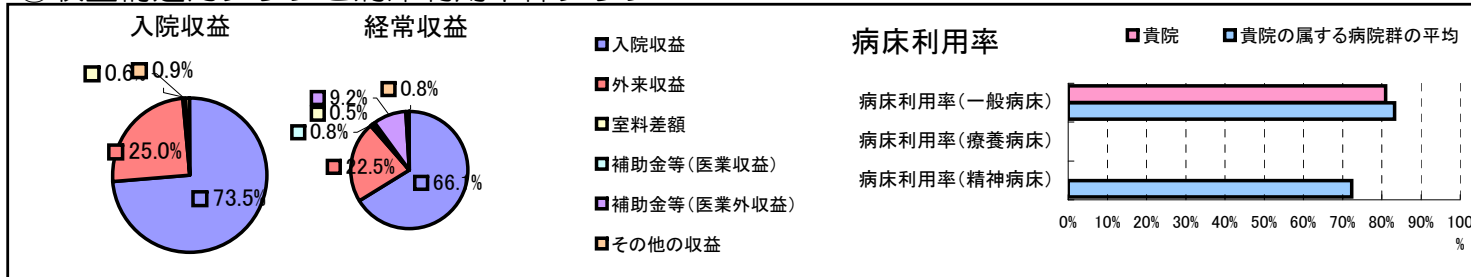 入院収益
0.6%
0.9%
25.0%
73.5%
経常収益
9.2%
0.8%
0.5%
0.8%
22.5%
66.1%
入院収益
外来収益
室料差額
補助金等(医業収益)
補助金等(医業外収益)
その他の収益
病床利用率
貴院
貴院の属する病院群の平均
病床利用率(一般病床)
病床利用率(療養病床)
病床利用率(精神病床)
0% 10% 20% 30% 40% 50% 60% 70% 80% 90% 100
%